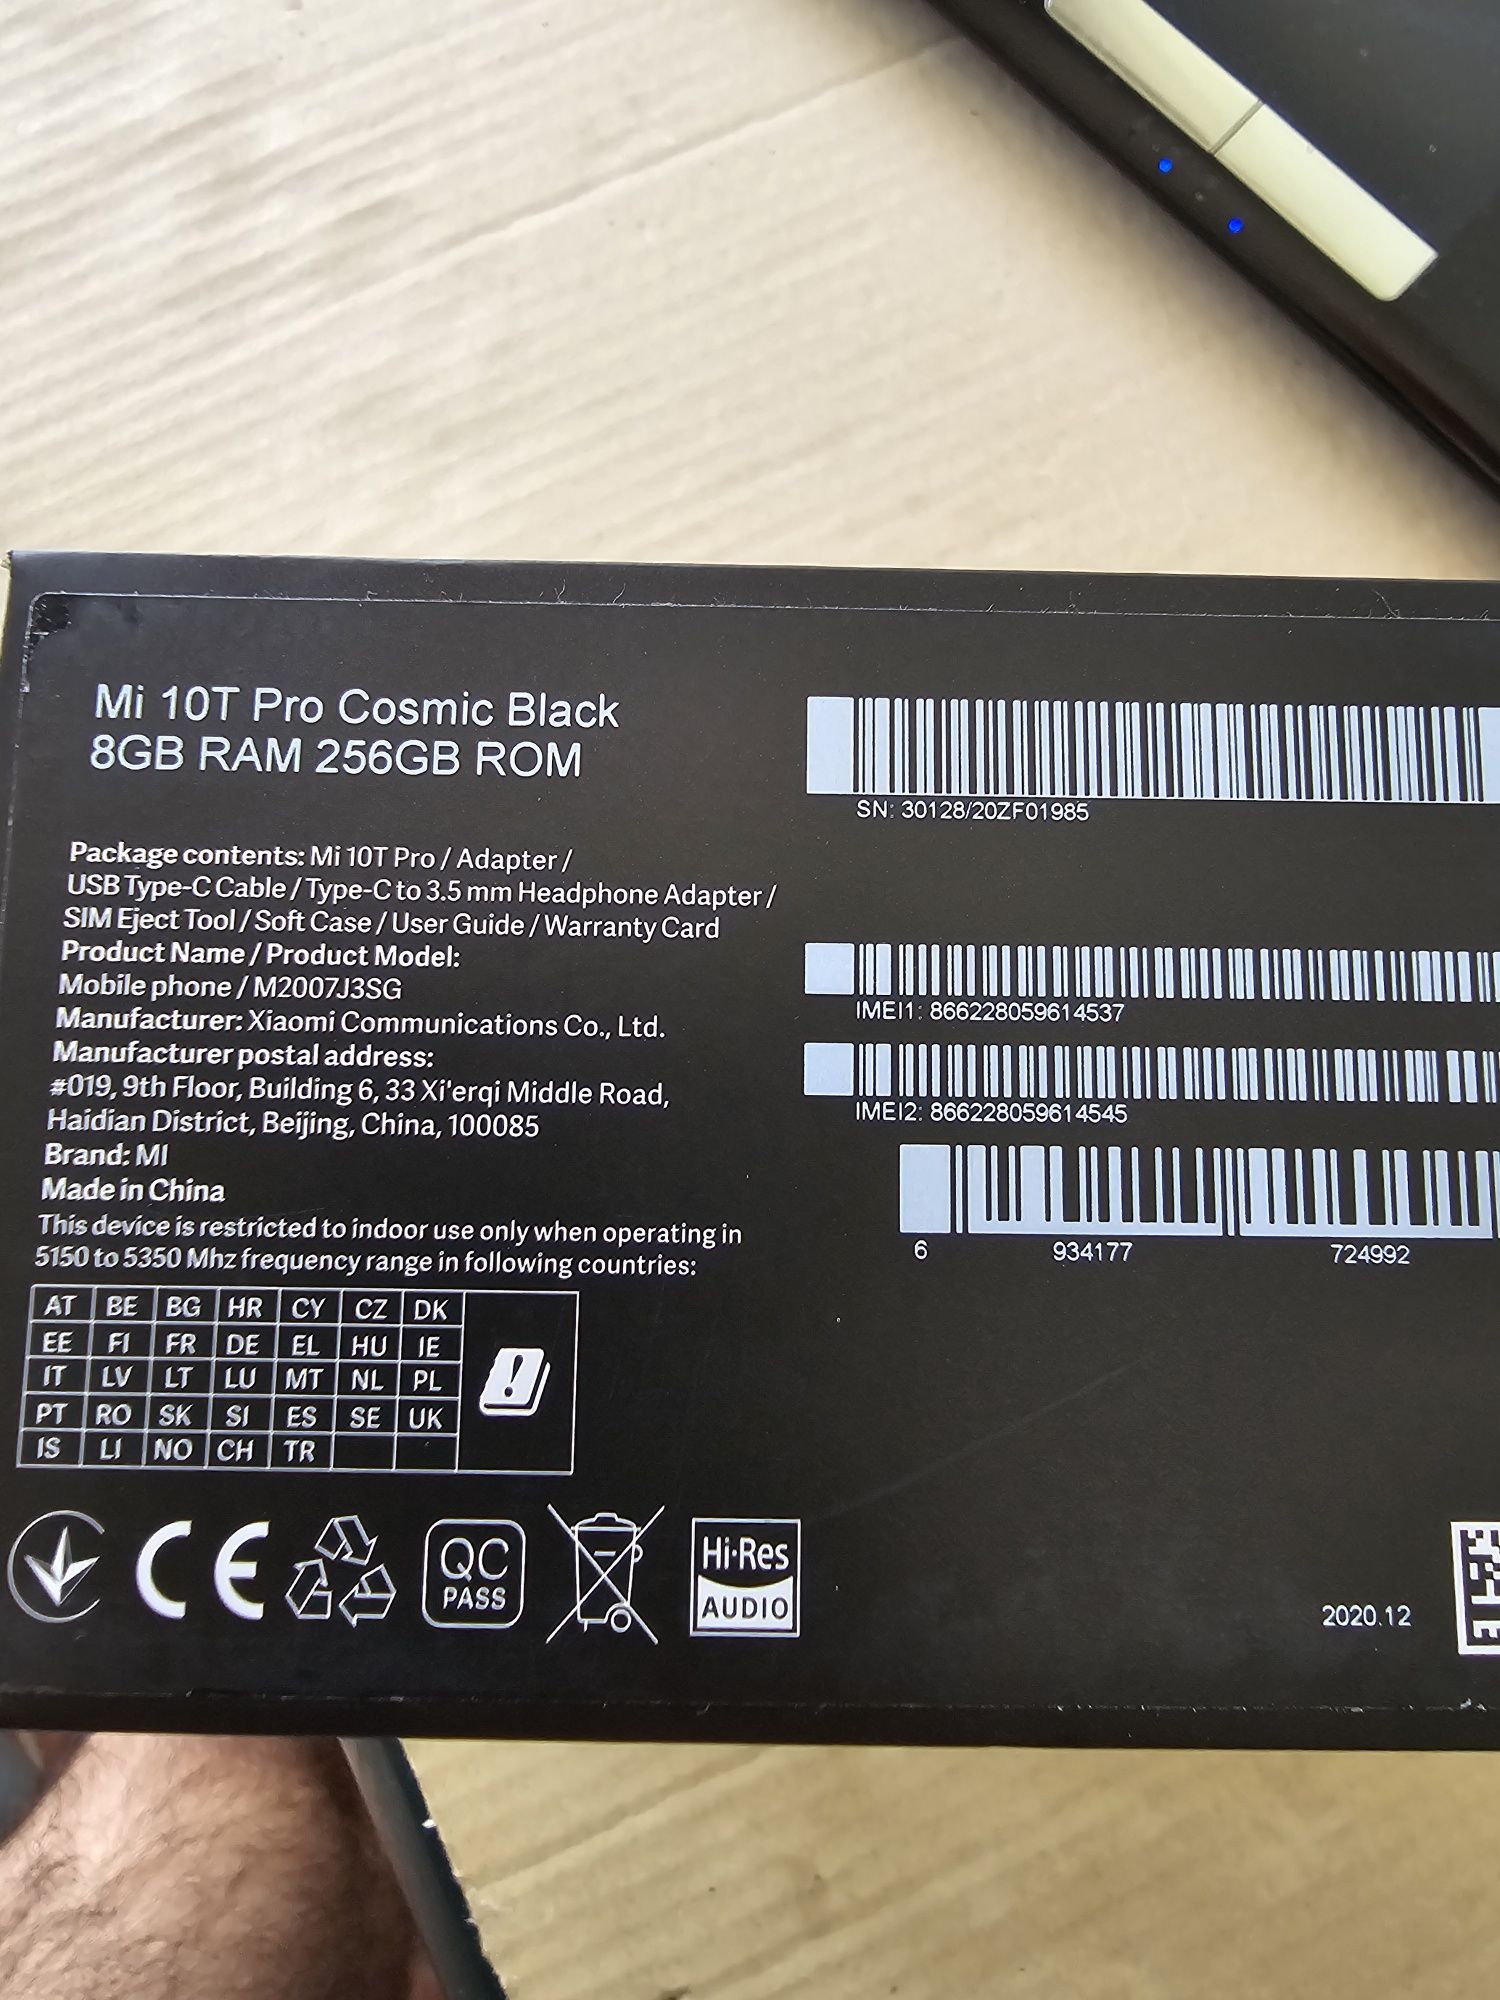 Mi 10T Pro Cosmic Black
8GB RAM 256GB ROM
Package contents: Mi 10T Pro / Adapter /
USB Type-C Cable / Type-C to 3.5 mm Headphone Adapter /
SIM Eject Tool / Soft Case / User Guide / Warranty Card
Product Name / Product Model:
Mobile phone / M2007J3SG
Manufacturer: Xiaomi Communications Co., Ltd.
Manufacturer postal address:
#019, 9th Floor, Building 6, 33 Xi'erqi Middle Road,
Haidian District, Beijing, China, 100085
Brand: MI
Made in China
This device is restricted to indoor use only when operating in
5150 to 5350 Mhz frequency range in following countries:
AT BE BG HR CY CZ DK
EE FI FR DE EL HU IE
IT LV LT LU MT NL PL
PT RO SK SI ES SE UK
IS LI NO CH TR
SN: 30128/20ZF01985
IMEI1: 866228059614537
IMEI2: 866228059614545
6 934177 724992
CE
QC
PASS
Hi-Res
AUDIO
2020.12